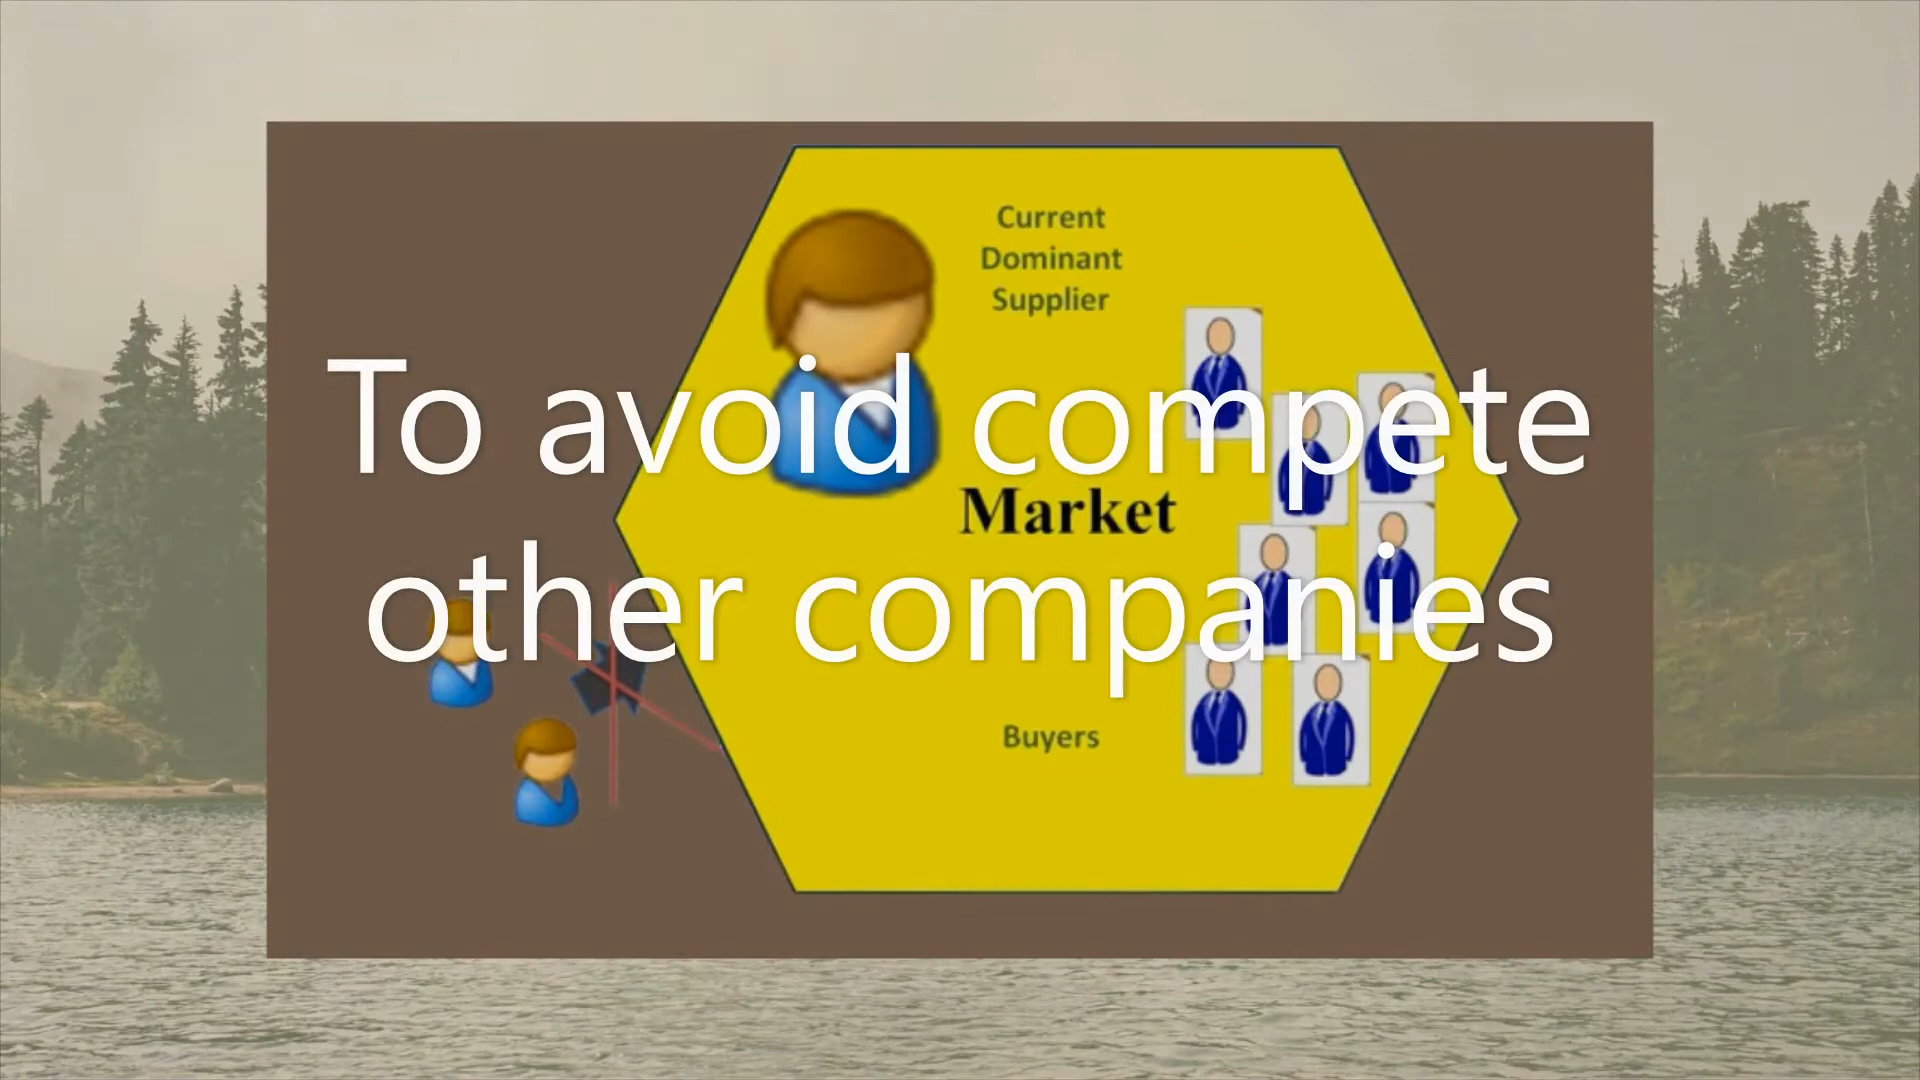 Current
Dominant
Supplier
To avoid compete
Market
other companies
Buyers